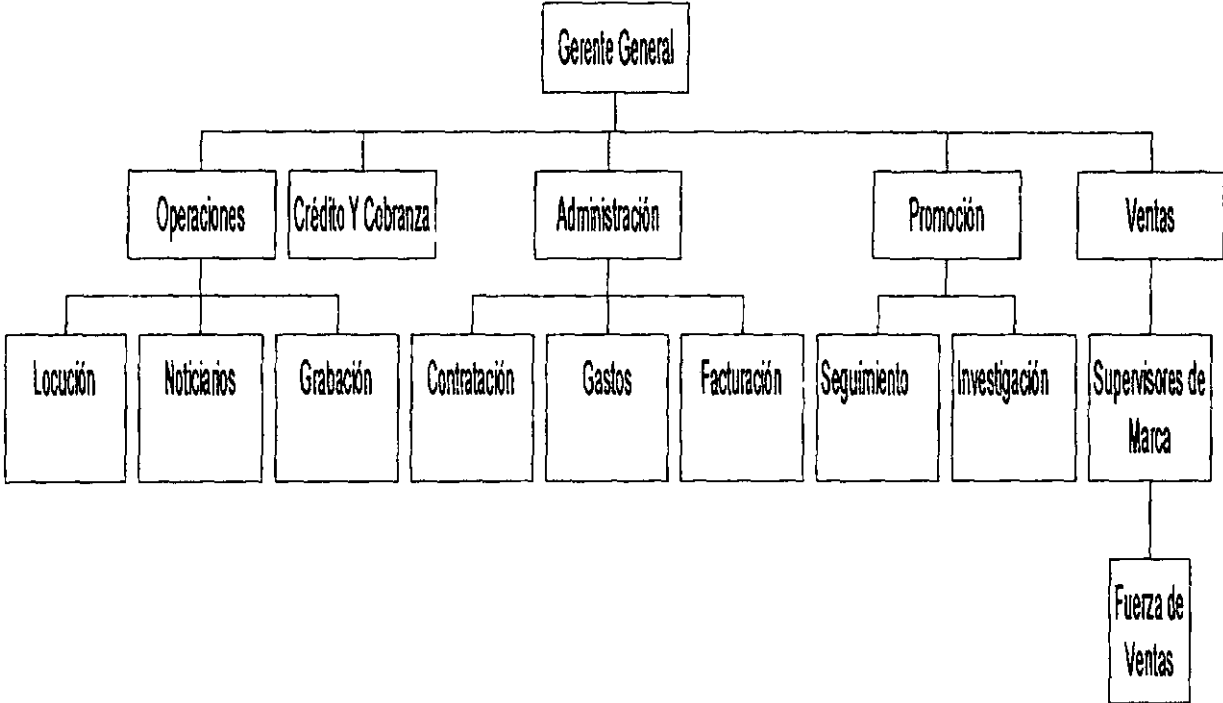 Gerente General
Operaciones
Crédito Y Cobranza
Administración
Promoción
Ventas
Locución
Noticiarios
Grabación
Contratación
Gastos
Facturación
Seguimiento
Investigación
Supervisores de
Marca
Fuerza de
Ventas